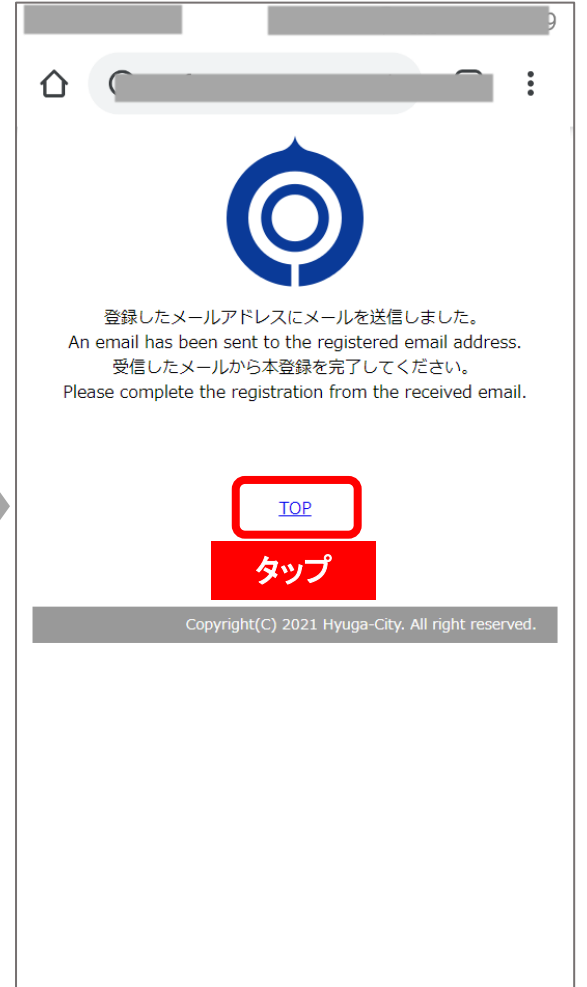 登録したメールアドレスにメールを送信しました。
An email has been sent to the registered email address.
受信したメールから本登録を完了してください。
Please complete the registration from the received email.
TOP
タップ
Copyright(C) 2021 Hyuga-City. All right reserved.